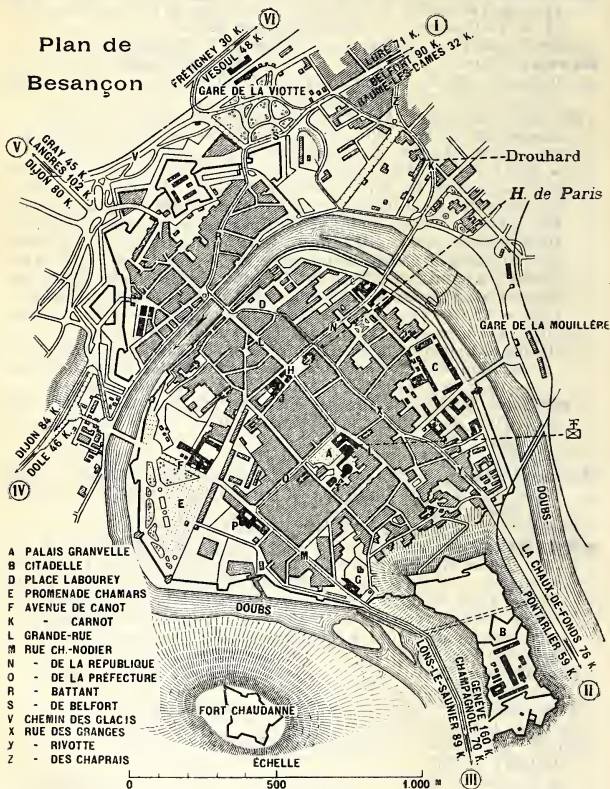 Plan de
Besançon
VI
FRÉTIGNEY 30 K.
VESOUL 48 K.
I
LURE 71 K.
BELFORT 90 K.
BAUME-LES-DAMES 32 K.
GARE DE LA VIOTTE
V
GRAY 45 K.
LANGRES 102 K.
DIJON 80 K.
Drouhard
H. de Paris
GARE DE LA MOUILLÈRE
DIJON 84 K.
DOLE 46 K.
IV
S
Z
K
V
R
D
N
L
H
J
C
X
A
F
O
E
P
M
G
Y
B
DOUBS
DOUBS
LA CHAUX-DE-FONDS 76 K.
PONTARLIER 59 K.
II
GENÈVE 160 K.
CHAMPAGNOLE 70 K.
LONS-LE-SAUNIER 89 K.
III
FORT CHAUDANNE
A PALAIS GRANVELLE
B CITADELLE
D PLACE LABOUREY
E PROMENADE CHAMARS
F AVENUE DE CANOT
K - CARNOT
L GRANDE-RUE
M RUE CH.-NODIER
N - DE LA REPUBLIQUE
O - DE LA PRÉFECTURE
R - BATTANT
S - DE BELFORT
V CHEMIN DES GLACIS
X RUE DES GRANGES
Y - RIVOTTE
Z - DES CHAPRAIS
ÉCHELLE
0 500 1.000 M